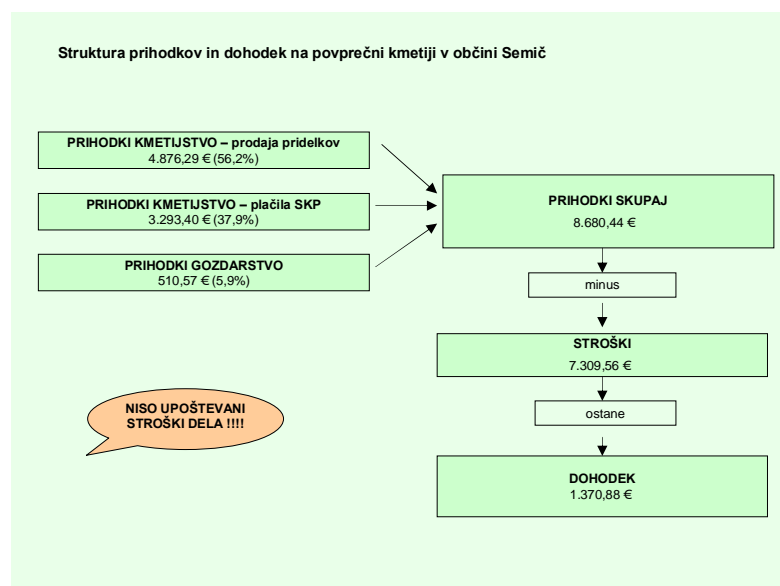 Struktura prihodkov in dohodek na povprečni kmetiji v občini Semič
PRIHODKI KMETIJSTVO – prodaja pridelkov
4.876,29 € (56,2%)
PRIHODKI KMETIJSTVO – plačila SKP
3.293,40 € (37,9%)
PRIHODKI GOZDARSTVO
510,57 € (5,9%)
PRIHODKI SKUPAJ
8.680,44 €
minus
STROŠKI
7.309,56 €
ostane
DOHODEK
1.370,88 €
NISO UPOŠTEVANI
STROŠKI DELA !!!!